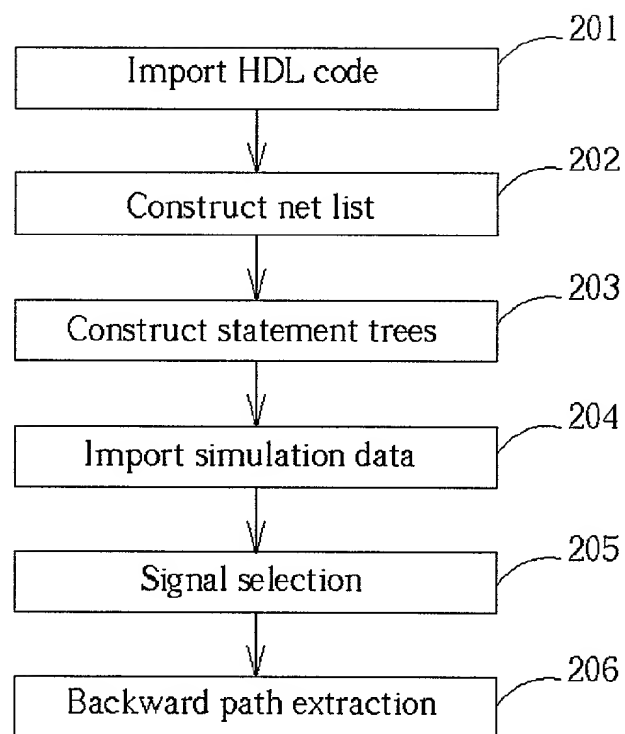 201
Import HDL code
202
Construct net list
203
Construct statement trees
204
Import simulation data
205
Signal selection
206
Backward path extraction